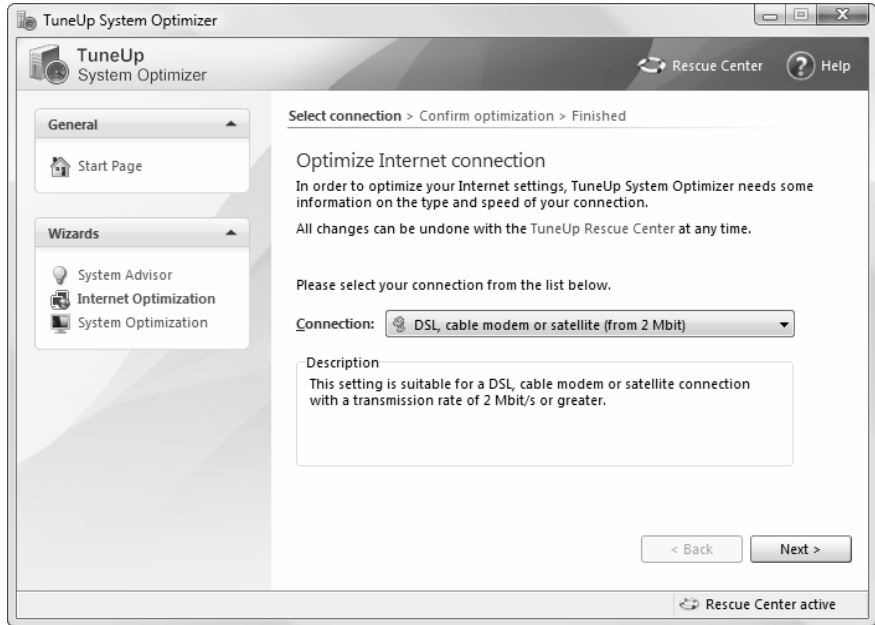 TuneUp System Optimizer
TuneUp
System Optimizer
Rescue Center
Help
General
Start Page
Wizards
System Advisor
Internet Optimization
System Optimization
Select connection > Confirm optimization > Finished
Optimize Internet connection
In order to optimize your Internet settings, TuneUp System Optimizer needs some
information on the type and speed of your connection.
All changes can be undone with the TuneUp Rescue Center at any time.
Please select your connection from the list below.
Connection: DSL, cable modem or satellite (from 2 Mbit)
Description
This setting is suitable for a DSL, cable modem or satellite connection
with a transmission rate of 2 Mbit/s or greater.
< Back Next >
Rescue Center active